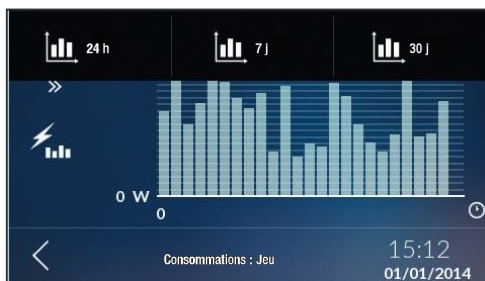 24 h
7 j
30 j
0 W
0
Consommations : Jeu
15:12
01/01/2014